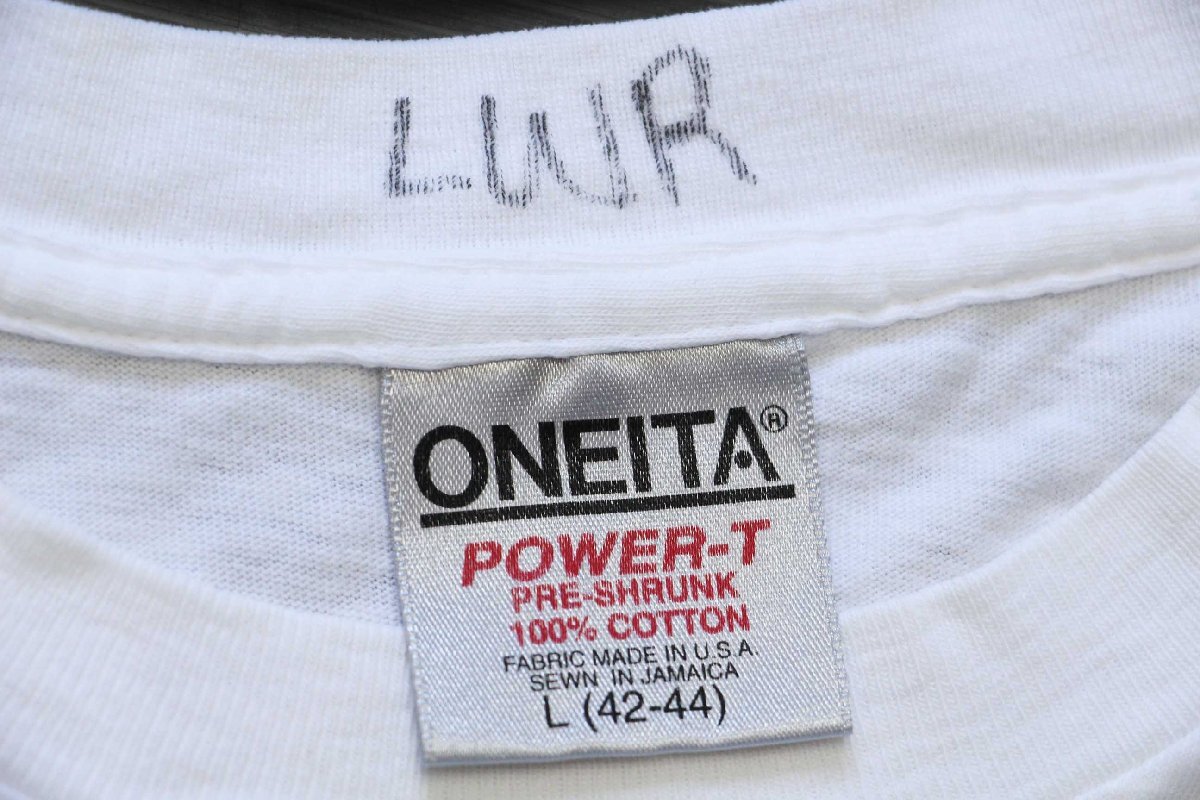 LWR
ONEITA®
POWER-T
PRE-SHRUNK
100% COTTON
FABRIC MADE IN U.S.A.
SEWN IN JAMAICA
L (42-44)